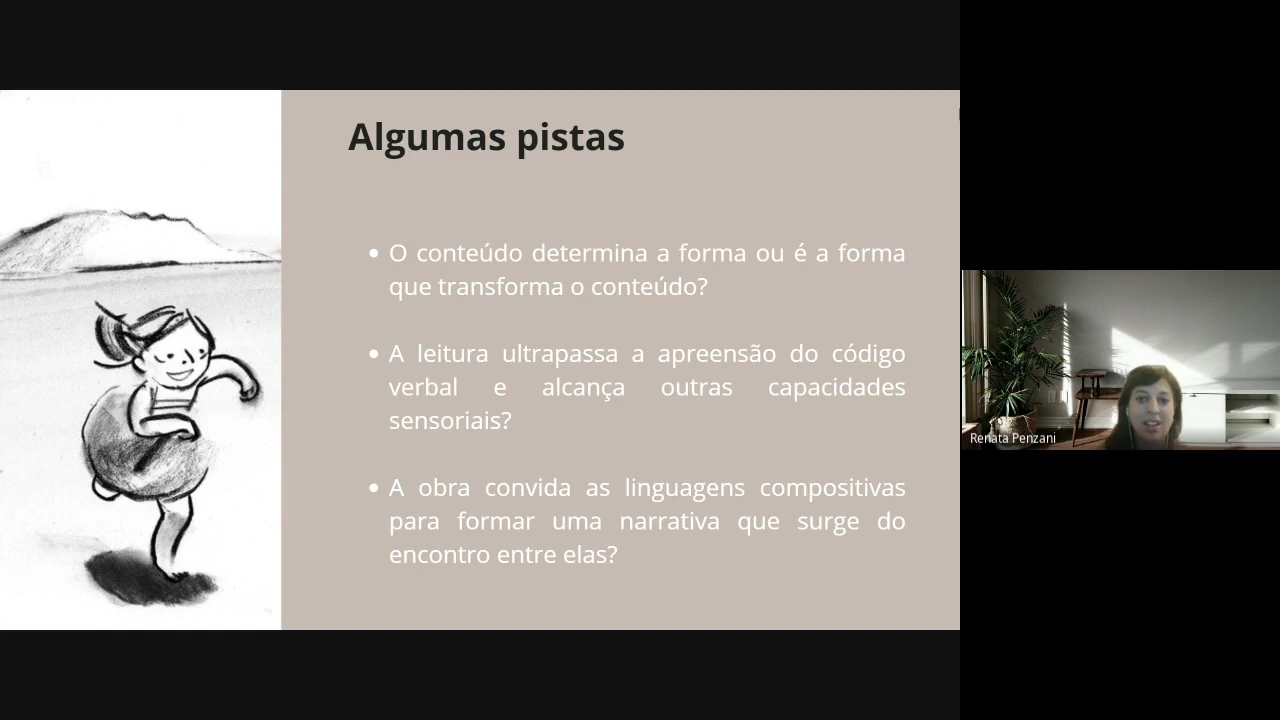 Algumas pistas
• O conteúdo determina a forma ou é a forma
que transforma o conteúdo?
• A leitura ultrapassa a apreensão do código
verbal e alcança outras capacidades
sensoriais?
• A obra convida as linguagens compositivas
para formar uma narrativa que surge do
encontro entre elas?
Renata Penzani